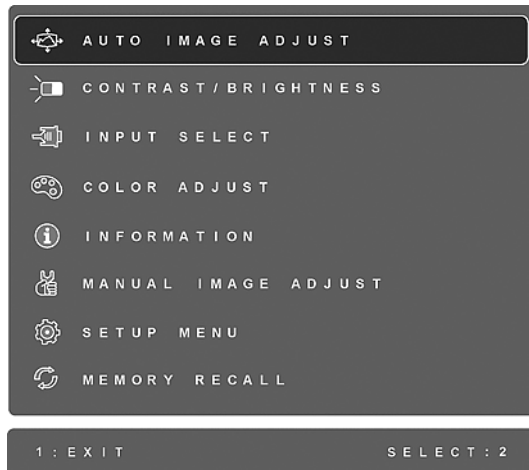 AUTO IMAGE ADJUST
CONTRAST/BRIGHTNESS
INPUT SELECT
COLOR ADJUST
INFORMATION
MANUAL IMAGE ADJUST
SETUP MENU
MEMORY RECALL
1:EXIT SELECT:2